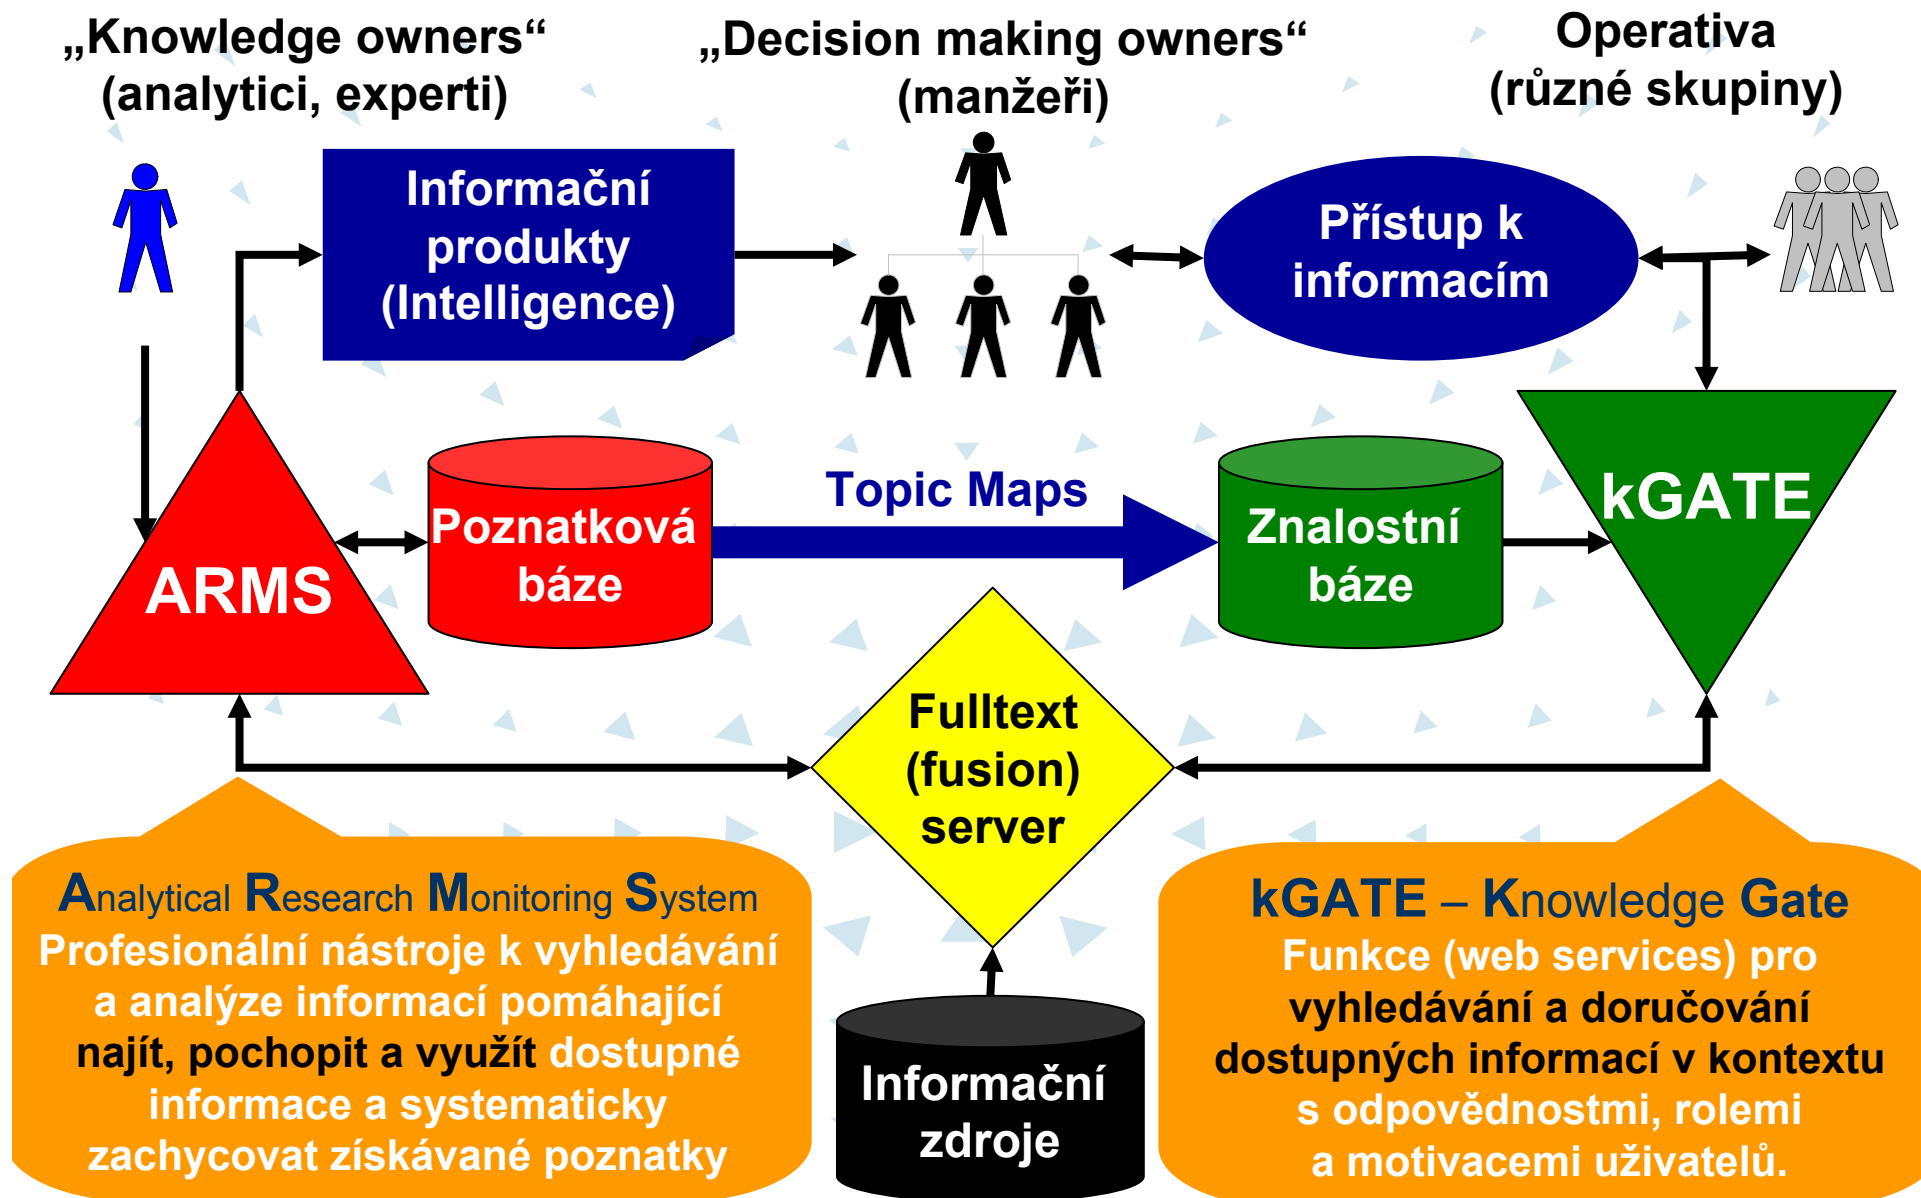 „Knowledge owners“
(analytici, experti)
„Decision making owners“
(manžeři)
Operativa
(různé skupiny)
Informační
produkty
(Intelligence)
Přístup k
informacím
ARMS
Poznatková
báze
Topic Maps
Znalostní
báze
kGATE
Fulltext
(fusion)
server
Informační
zdroje
Analytical Research Monitoring System
Profesionální nástroje k vyhledávání
a analýze informací pomáhající
najít, pochopit a využít dostupné
informace a systematicky
zachycovat získávané poznatky
kGATE – Knowledge Gate
Funkce (web services) pro
vyhledávání a doručování
dostupných informací v kontextu
s odpovědnostmi, rolemi
a motivacemi uživatelů.